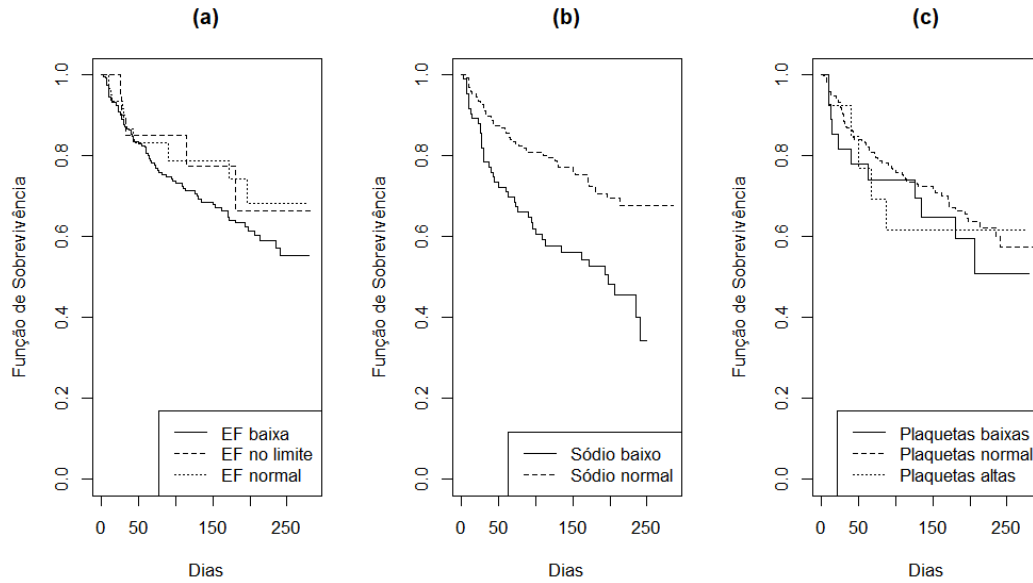 (a)
Função de Sobrevivência
1.0
0.8
0.6
0.4
0.2
0.0
EF baixa
EF no limite
EF normal
0 50 150 250
Dias
(b)
Função de Sobrevivência
1.0
0.8
0.6
0.4
0.2
0.0
Sódio baixo
Sódio normal
0 50 150 250
Dias
(c)
Função de Sobrevivência
1.0
0.8
0.6
0.4
0.2
0.0
Plaquetas baixas
Plaquetas normal
Plaquetas altas
0 50 150 250
Dias